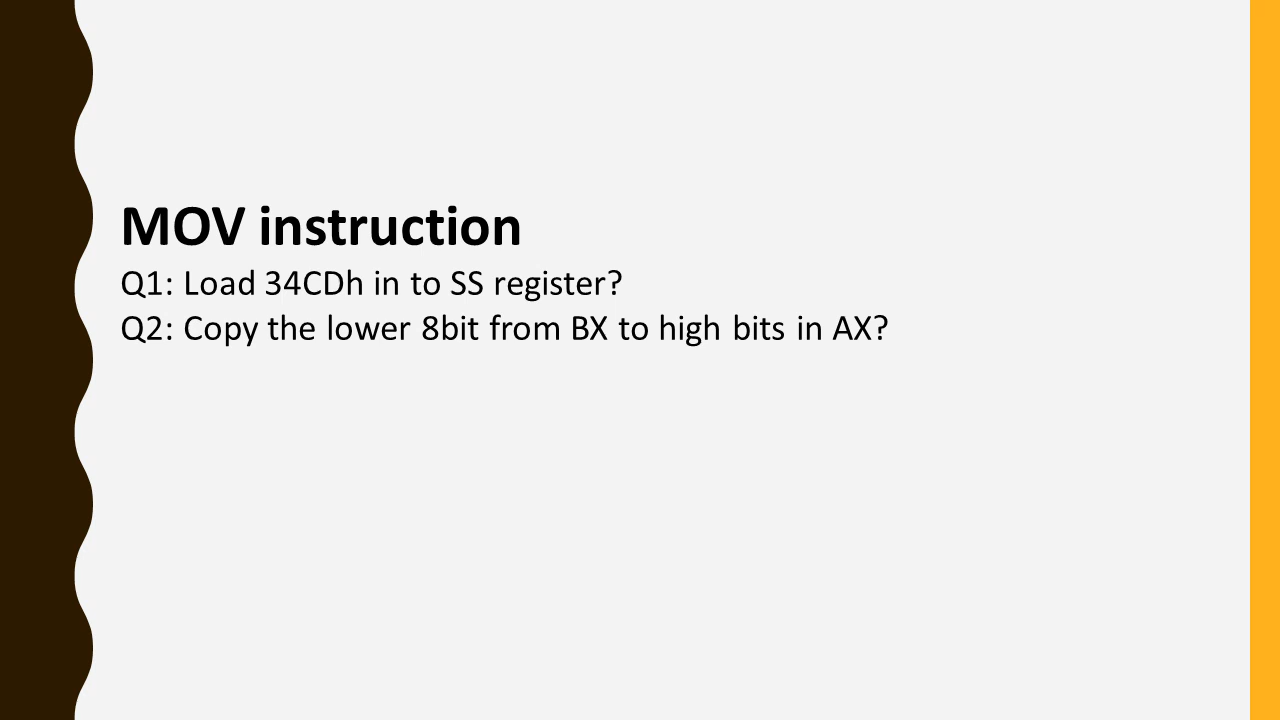 MOV instruction
Q1: Load 34CDh in to SS register?
Q2: Copy the lower 8bit from BX to high bits in AX?